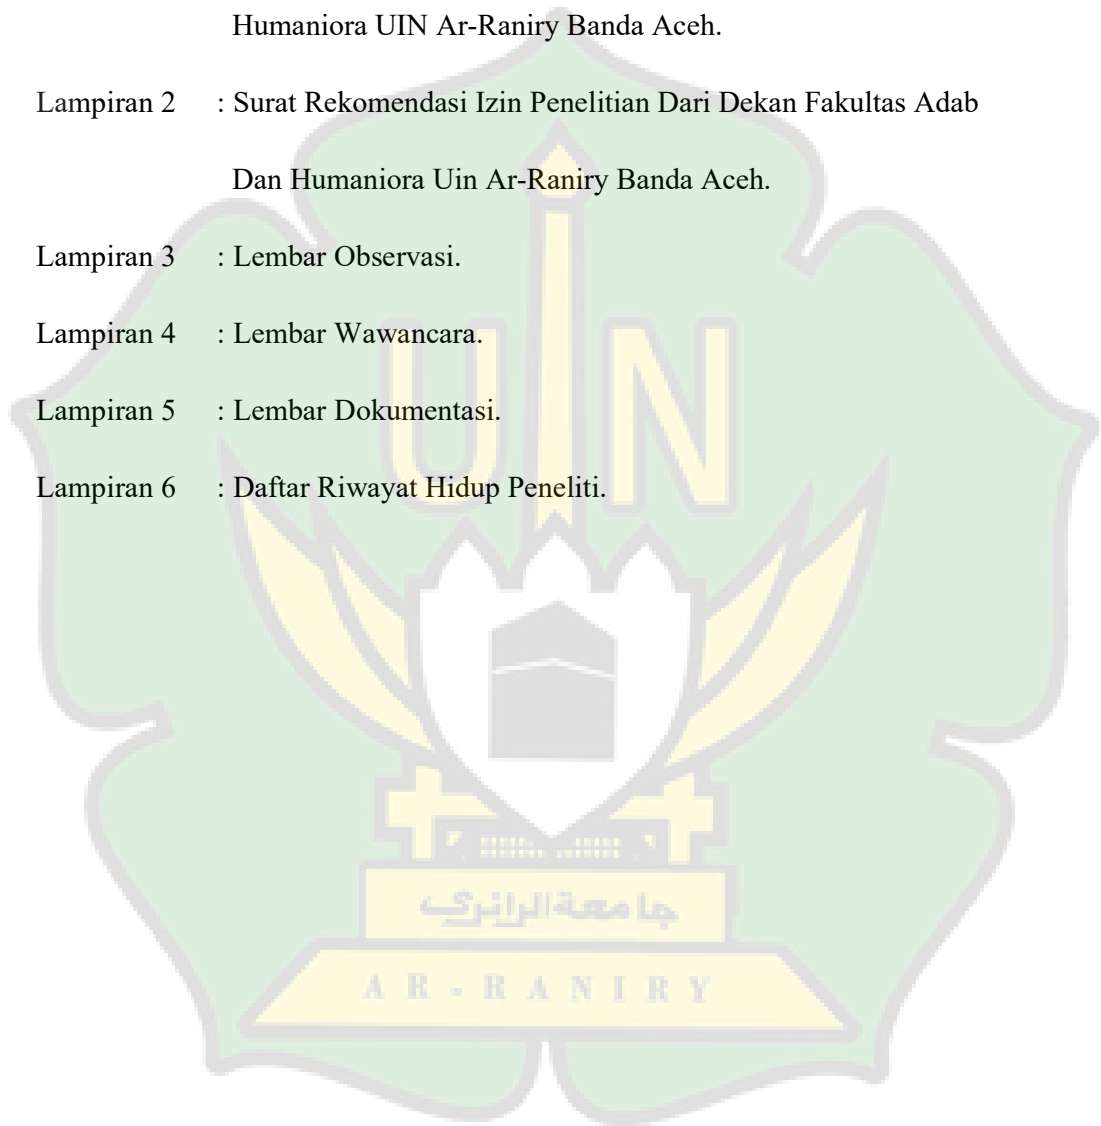 Humaniora UIN Ar-Raniry Banda Aceh.
Lampiran 2 : Surat Rekomendasi Izin Penelitian Dari Dekan Fakultas Adab
Dan Humaniora Uin Ar-Raniry Banda Aceh.
Lampiran 3 : Lembar Observasi.
Lampiran 4 : Lembar Wawancara.
Lampiran 5 : Lembar Dokumentasi.
Lampiran 6 : Daftar Riwayat Hidup Peneliti.
UIN
جامعة الرانري
AR-RANIRY